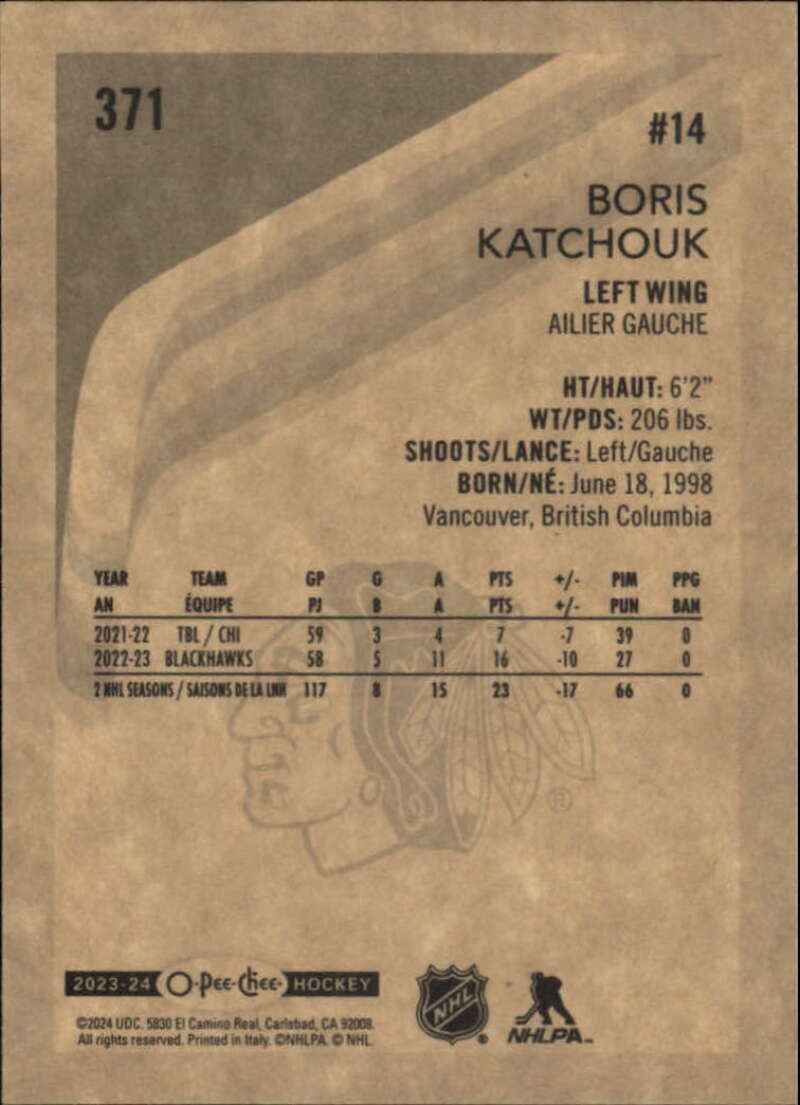 371
#14
BORIS
KATCHOUK
LEFT WING
AILIER GAUCHE
HT/HAUT: 6'2"
WT/PDS: 206 lbs.
SHOOTS/LANCE: Left/Gauche
BORN/NÉ: June 18, 1998
Vancouver, British Columbia
YEAR TEAM GP G A PTS +/- PIM PPG
AN ÉQUIPE PJ B A PTS +/- PUN BAN
2021-22 TBL / CHI 59 3 4 7 -7 39 0
2022-23 BLACKHAWKS 58 5 11 16 -10 27 0
2 NHL SEASONS / SAISONS DE LA LNH 117 8 15 23 -17 66 0
®
2023-24 O-Pee-Chee HOCKEY
©2024 UDC. 5830 El Camino Real, Carlsbad, CA 92008.
All rights reserved. Printed in Italy. ©NHLPA. © NHL.
NHL
NHLPA